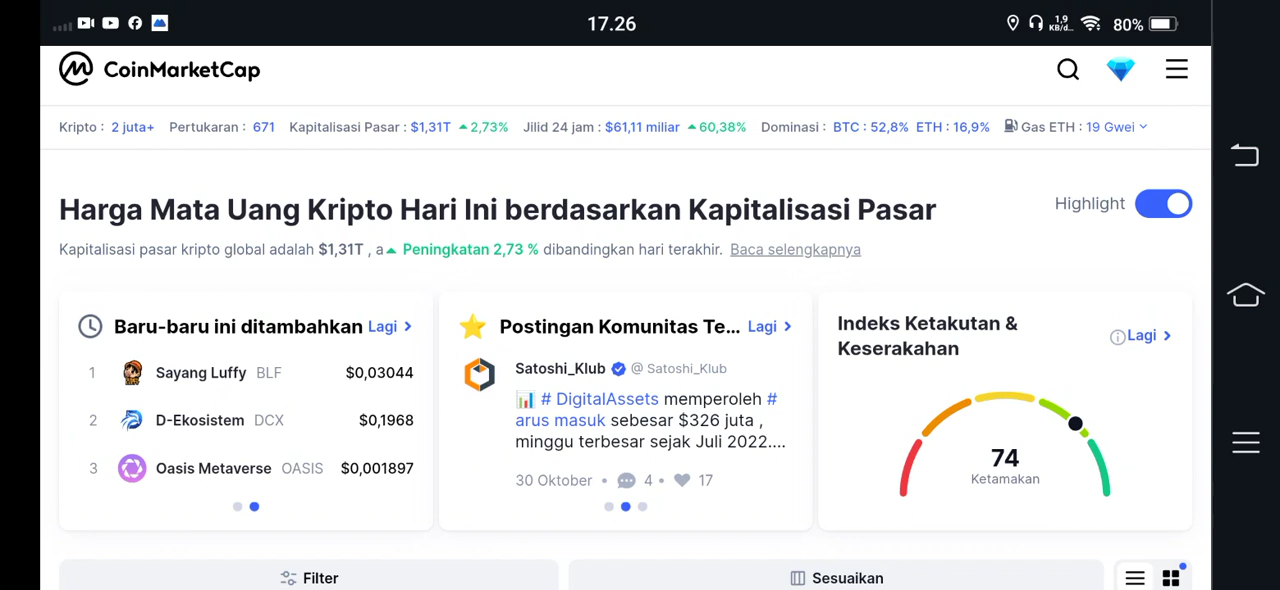 17.26
1,9
KB/d...
80%
CoinMarketCap
Kripto : 2 juta+ Pertukaran : 671 Kapitalisasi Pasar : $1,31T 2,73% Jilid 24 jam : $61,11 miliar 60,38% Dominasi : BTC : 52,8% ETH : 16,9% Gas ETH : 19 Gwei
Harga Mata Uang Kripto Hari Ini berdasarkan Kapitalisasi Pasar
Highlight
Kapitalisasi pasar kripto global adalah $1,31T , a Peningkatan 2,73 % dibandingkan hari terakhir. Baca selengkapnya
Baru-baru ini ditambahkan Lagi
1 Sayang Luffy BLF $0,03044
2 D-Ekosistem DCX $0,1968
3 Oasis Metaverse OASIS $0,001897
Postingan Komunitas Te... Lagi
Satoshi_Klub @ Satoshi_Klub
# DigitalAssets memperoleh #
arus masuk sebesar $326 juta ,
minggu terbesar sejak Juli 2022....
30 Oktober • 4 • 17
Indeks Ketakutan &
Keserakahan
Lagi
74
Ketamakan
Filter
Sesuaikan